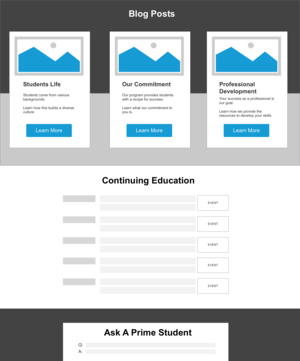 Blog Posts
Students Life
Students come from various
backgrounds
Learn how this builds a diverse
culture
Learn More
Our Commitment
Our program provides students
with a recipe for success.
Learn what our commitment to
you is.
Learn More
Professional
Development
Your success as a professional is
our goal.
Learn how we provide the
resources to develop your skills.
Learn More
Continuing Education
EVENT
EVENT
EVENT
EVENT
EVENT
Ask A Prime Student
Q:
A: